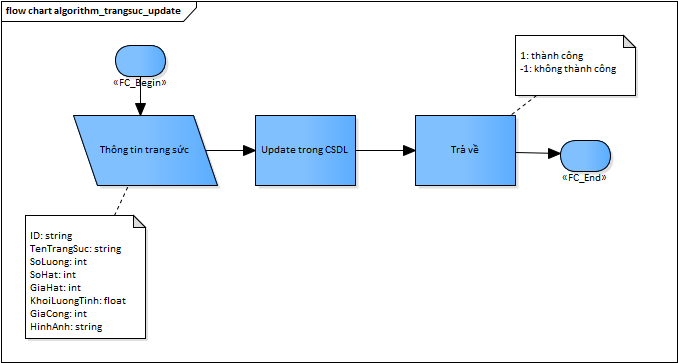 flow chart algorithm_trangsuc_update
1: thành công
-1: không thành công
«FC_Begin»
Thông tin trang sức
Update trong CSDL
Trả về
«FC_End»
ID: string
TenTrangSuc: string
SoLuong: int
SoHat: int
GiaHat: int
KhoiLuongTinh: float
GiaCong: int
HinhAnh: string